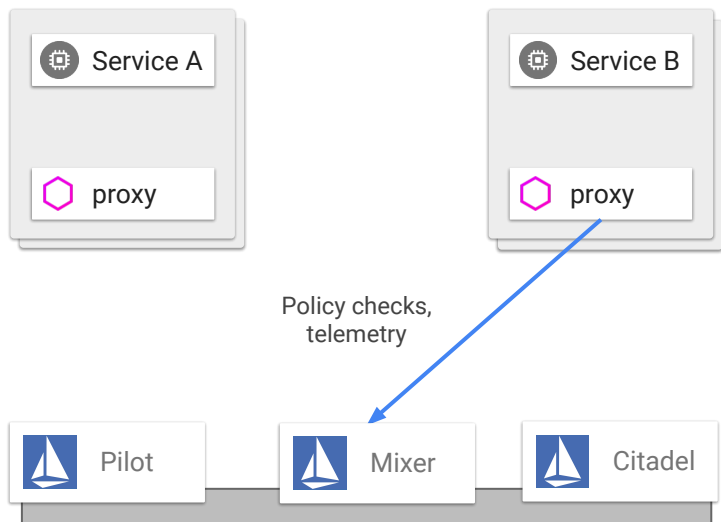 Service A
Service B
proxy
proxy
Policy checks,
telemetry
Pilot
Mixer
Citadel